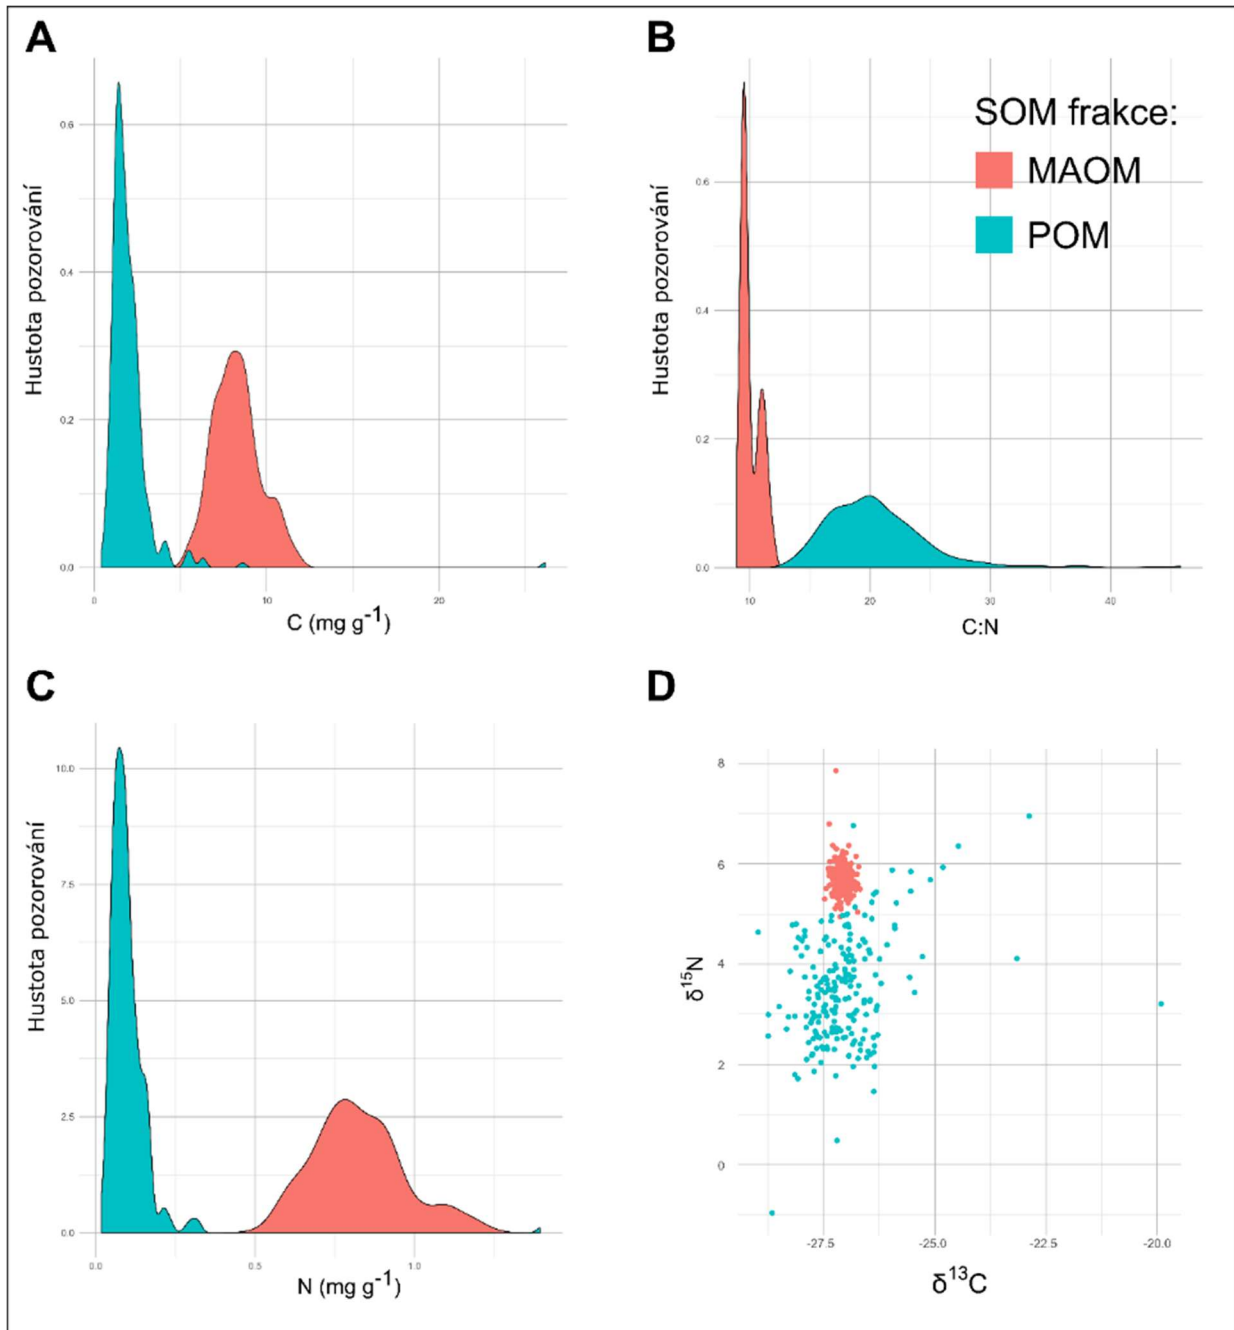 A
Hustota pozorování
0.6
0.4
0.2
0.0
0
10
20
C (mg g⁻¹)
B
Hustota pozorování
0.6
0.4
0.2
0.0
10
20
30
40
C:N
SOM frakce:
MAOM
POM
C
Hustota pozorování
10.0
7.5
5.0
2.5
0.0
0.0
0.5
1.0
N (mg g⁻¹)
D
δ¹⁵N
8
6
4
2
0
-27.5
-25.0
-22.5
-20.0
δ¹³C